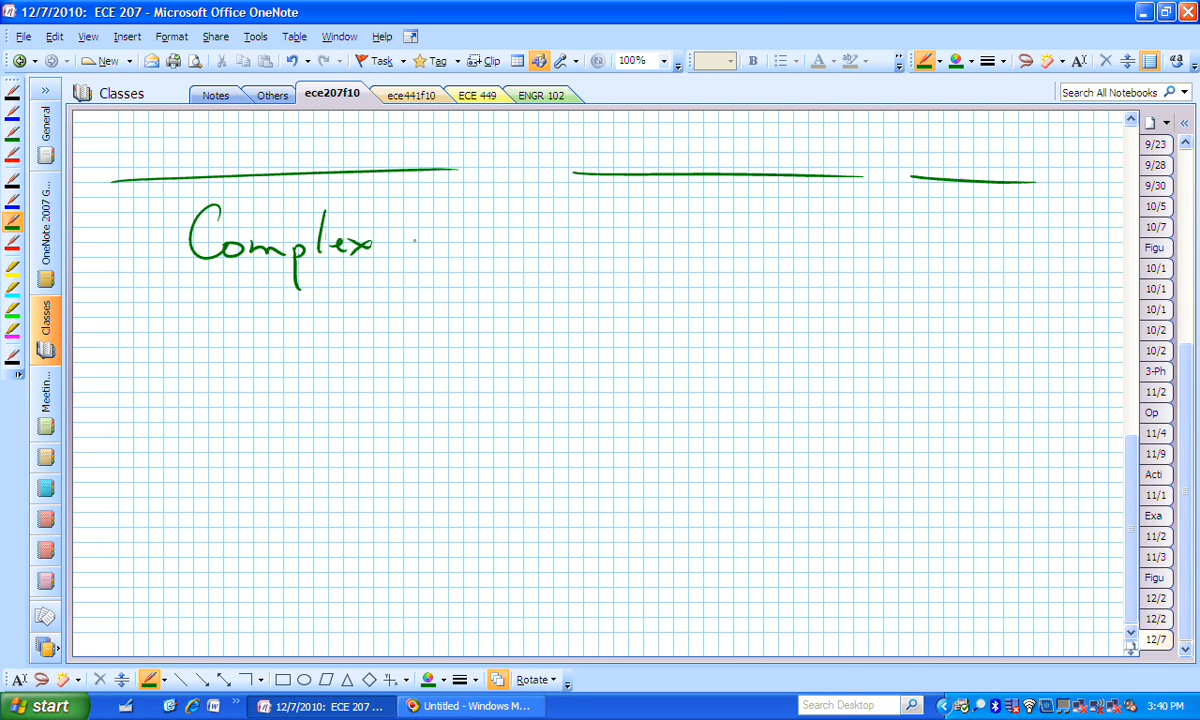 12/7/2010: ECE 207 - Microsoft Office OneNote
File Edit View Insert Format Share Tools Table Window Help
New Task Tag Clip 100% B A ab AI
Classes Notes Others ece207f10 ece441f10 ECE 449 ENGR 102 Search All Notebooks
General
OneNote 2007 G...
Classes
Meetin...
Complex
9/23
9/28
9/30
10/5
10/7
Figu
10/1
10/1
10/1
10/2
10/2
3-Ph
11/2
Op
11/4
11/9
Acti
11/1
Exa
11/2
11/3
Figu
12/2
12/2
12/7
AI Rotate
start 12/7/2010: ECE 207 ... Untitled - Windows M... Search Desktop 3:40 PM